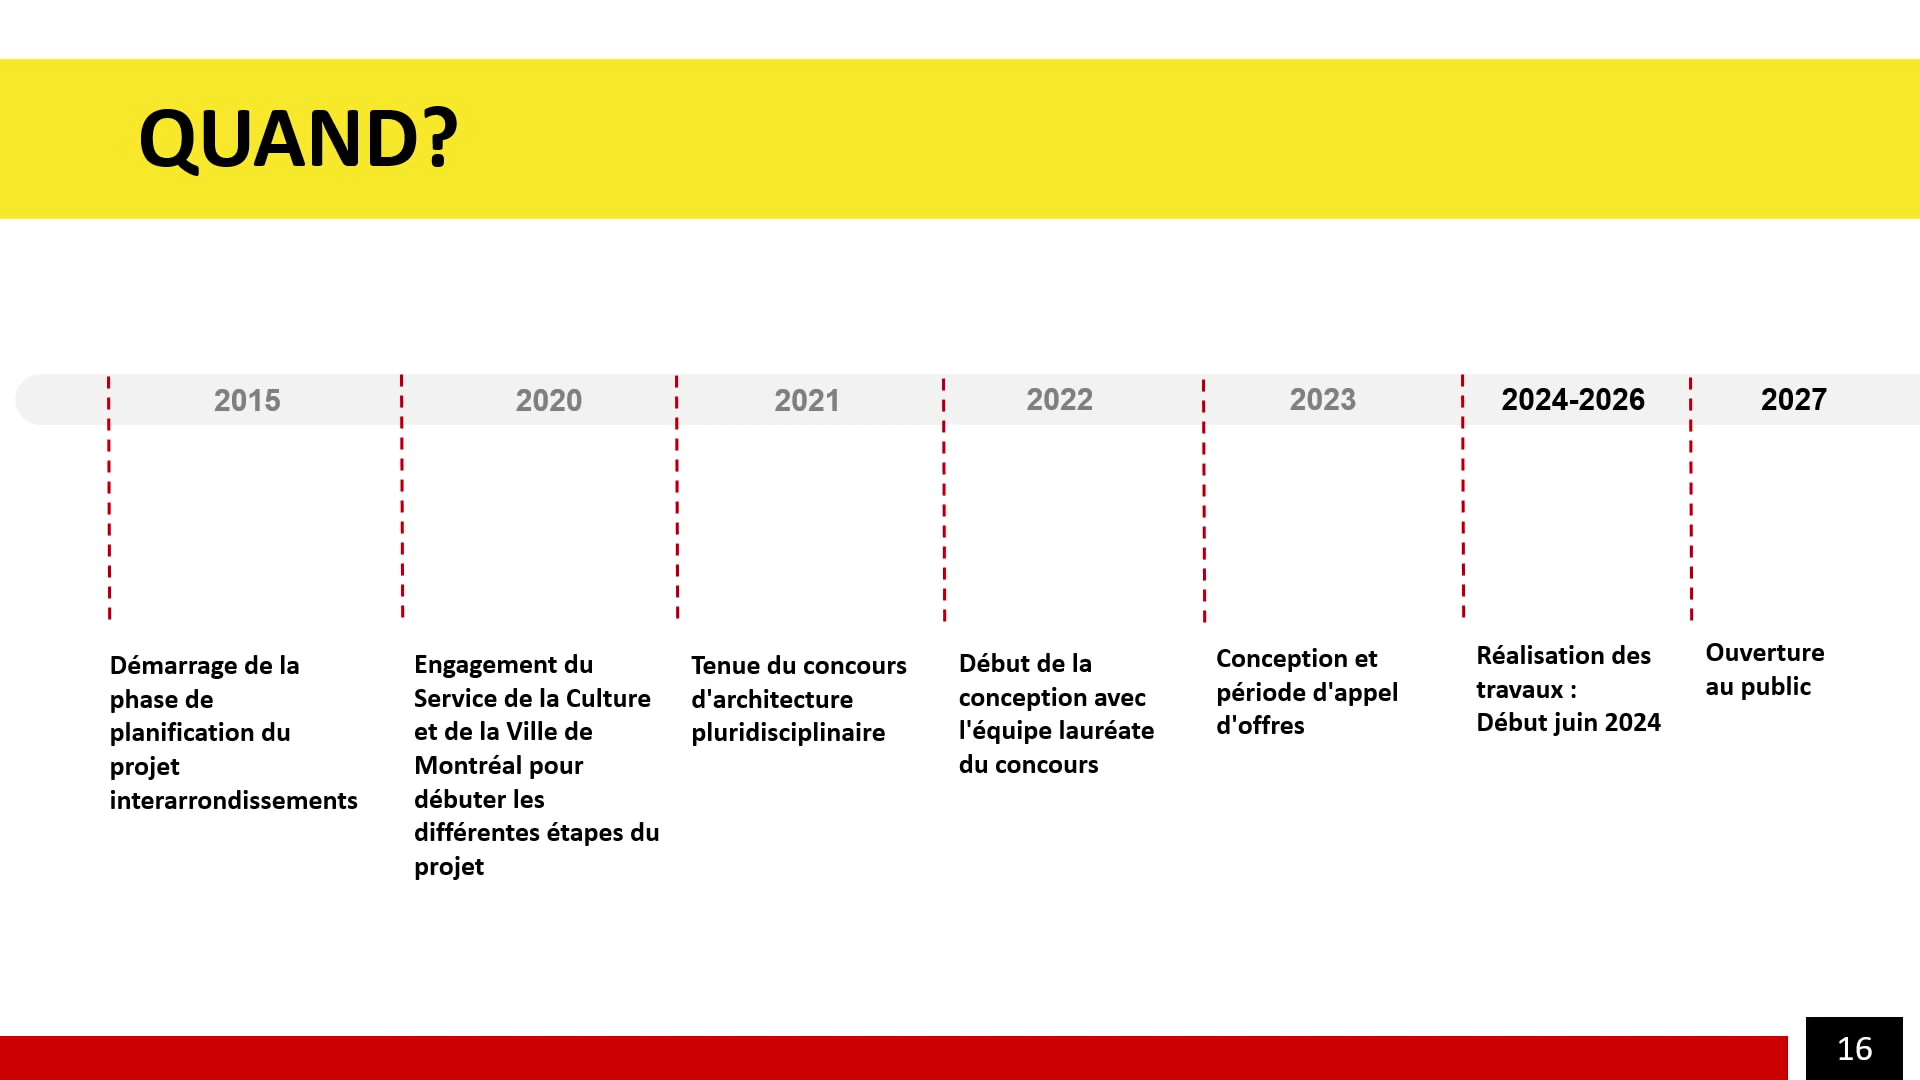 QUAND?
2015
2020
2021
2022
2023
2024-2026
2027
Démarrage de la
phase de
planification du
projet
interarrondissements
Engagement du
Service de la Culture
et de la Ville de
Montréal pour
débuter les
différentes étapes du
projet
Tenue du concours
d'architecture
pluridisciplinaire
Début de la
conception avec
l'équipe lauréate
du concours
Conception et
période d'appel
d'offres
Réalisation des
travaux :
Début juin 2024
Ouverture
au public
16